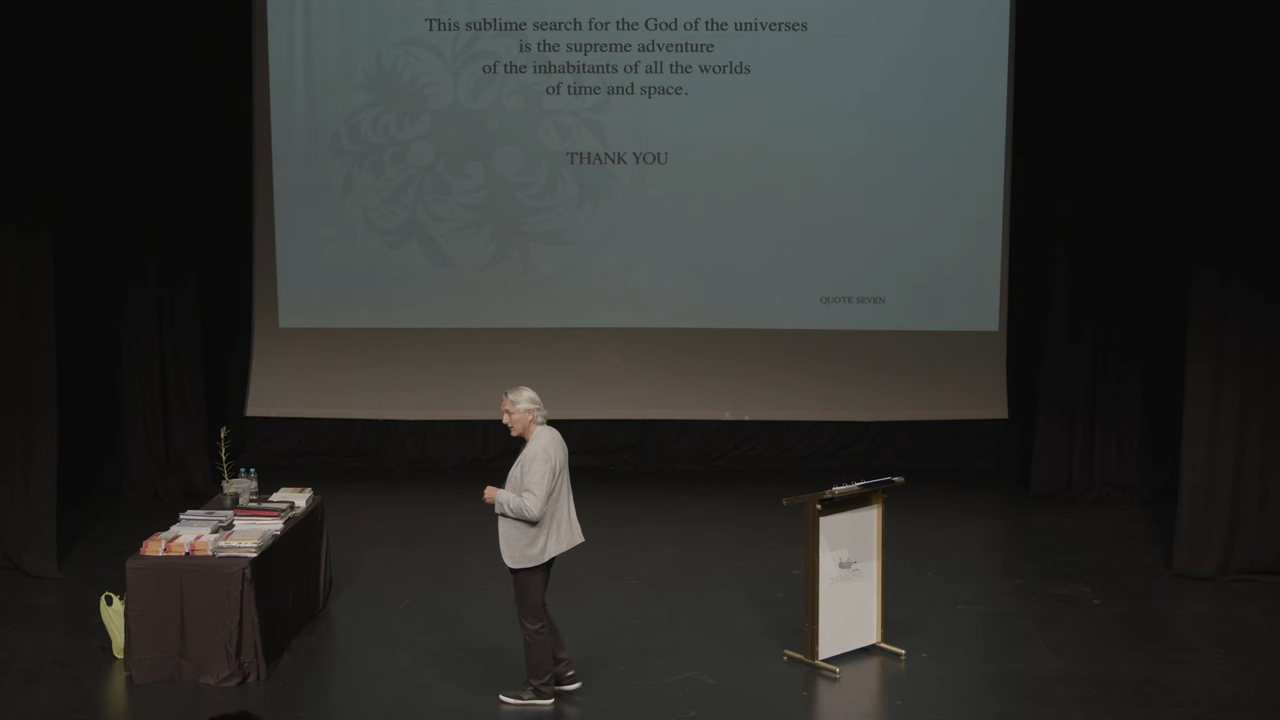 This sublime search for the God of the universes
is the supreme adventure
of the inhabitants of all the worlds
of time and space.
THANK YOU
QUOTE SEVEN